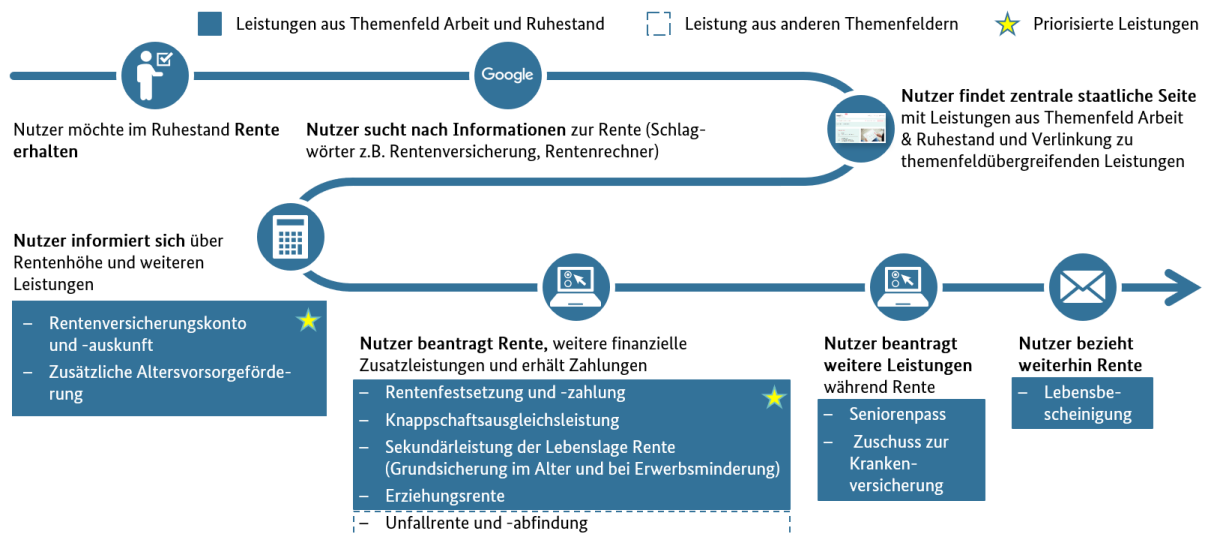 Leistungen aus Themenfeld Arbeit und Ruhestand
Leistung aus anderen Themenfeldern
Priorisierte Leistungen
Google
Nutzer möchte im Ruhestand Rente
erhalten
Nutzer sucht nach Informationen zur Rente (Schlag-
wörter z.B. Rentenversicherung, Rentenrechner)
Nutzer findet zentrale staatliche Seite
mit Leistungen aus Themenfeld Arbeit
& Ruhestand und Verlinkung zu
themenfeldübergreifenden Leistungen
Nutzer informiert sich über
Rentenhöhe und weiteren
Leistungen
– Rentenversicherungskonto
und -auskunft
– Zusätzliche Altersvorsorgeförde-
rung
Nutzer beantragt Rente, weitere finanzielle
Zusatzleistungen und erhält Zahlungen
– Rentenfestsetzung und -zahlung
– Knappschaftsausgleichsleistung
– Sekundärleistung der Lebenslage Rente
(Grundsicherung im Alter und bei Erwerbsminderung)
– Erziehungsrente
– Unfallrente und -abfindung
Nutzer beantragt
weitere Leistungen
während Rente
– Seniorenpass
– Zuschuss zur
Kranken-
versicherung
Nutzer bezieht
weiterhin Rente
– Lebensbe-
scheinigung